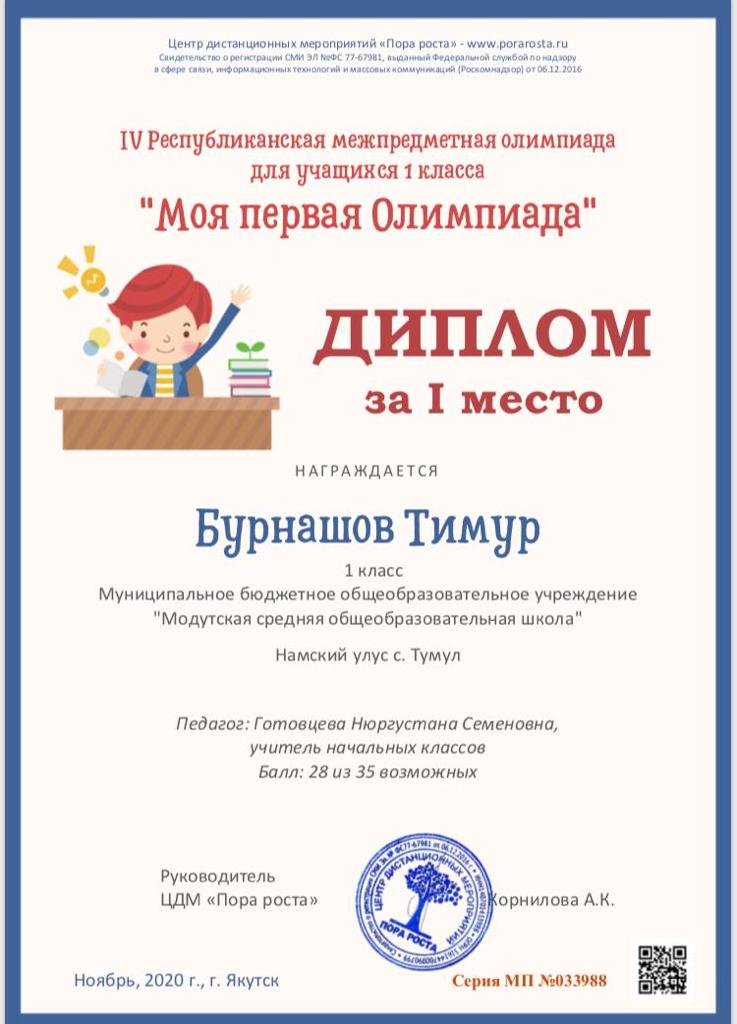 Центр дистанционных мероприятий «Пора роста» - www.porarosta.ru
Свидетельство о регистрации СМИ ЭЛ №ФС 77-67981, выданный Федеральной службой по надзору
в сфере связи, информационных технологий и массовых коммуникаций (Роскомнадзор) от 06.12.2016
IV Республиканская межпредметная олимпиада
для учащихся 1 класса
"Моя первая Олимпиада"
ДИПЛОМ
за I место
НАГРАЖДАЕТСЯ
Бурнашов Тимур
1 класс
Муниципальное бюджетное общеобразовательное учреждение
"Модутская средняя общеобразовательная школа"
Намский улус с. Тумул
Педагог: Готовцева Нюргустана Семеновна,
учитель начальных классов
Балл: 28 из 35 возможных
Руководитель
ЦДМ «Пора роста»
Корнилова А.К.
ЦЕНТР ДИСТАНЦИОННЫХ МЕРОПРИЯТИЙ
ПОРА РОСТА
Ноябрь, 2020 г., г. Якутск
Серия МП №033988